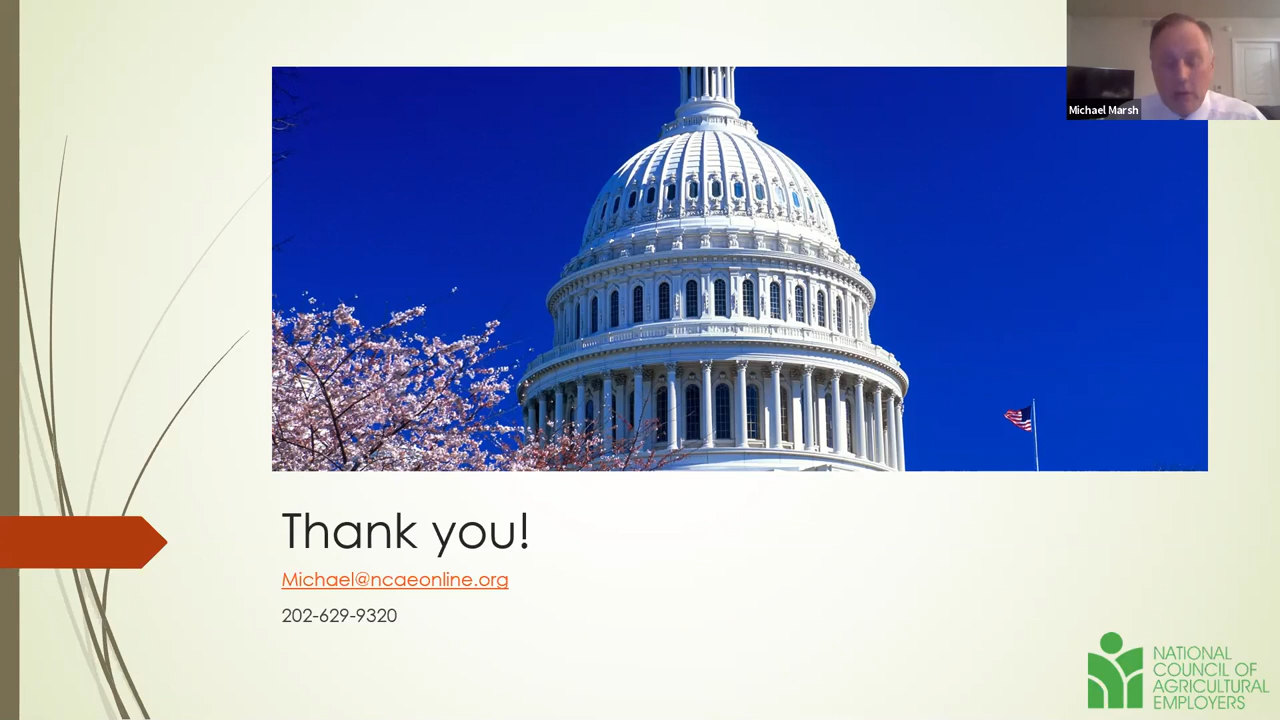 Michael Marsh
Thank you!
Michael@ncaeonline.org
202-629-9320
NATIONAL
COUNCIL OF
AGRICULTURAL
EMPLOYERS